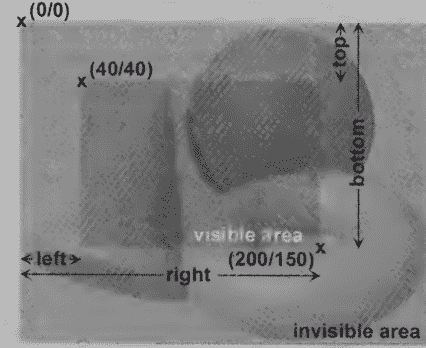 x (0/0)
top
x (40/40)
bottom
visible area
x
left
(200/150)
right
invisible area